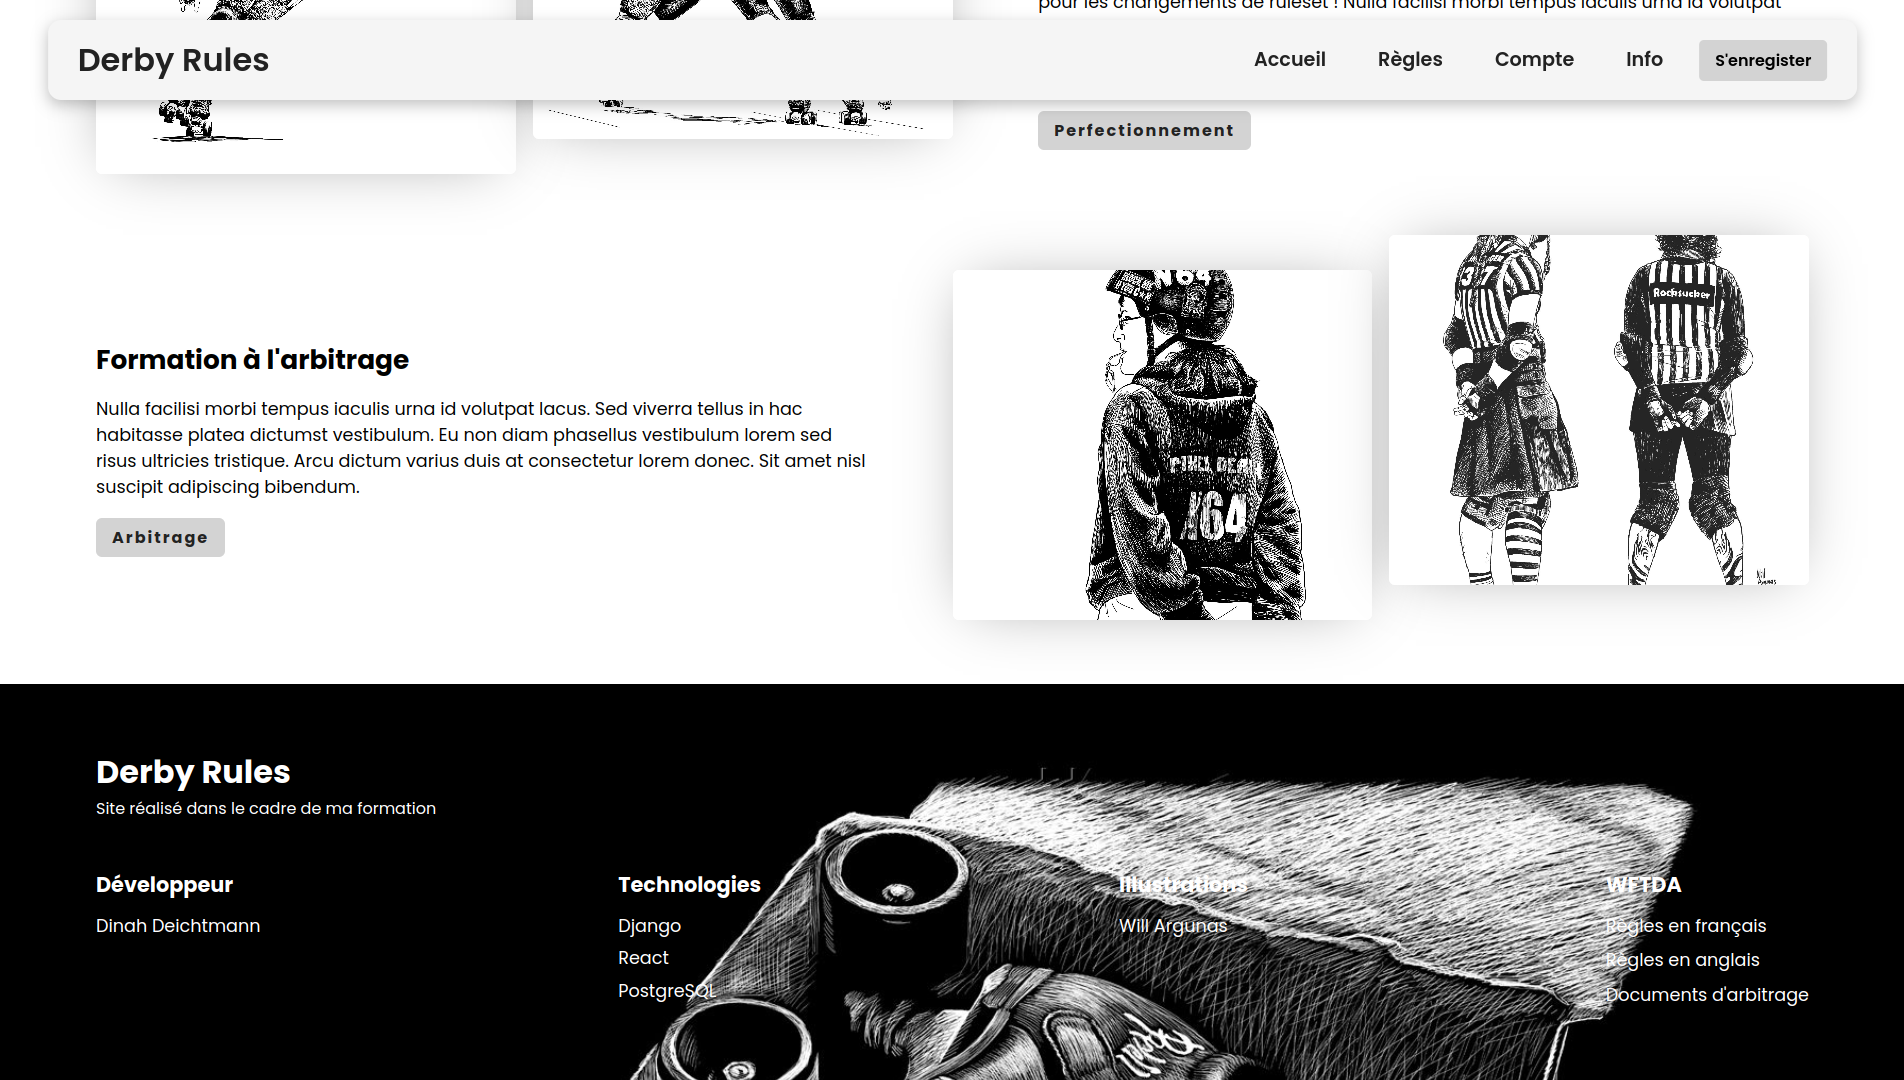 pour les changements de ruleset ! Nulla facilisi morbi tempus iaculis urna id volutpat
Derby Rules
Accueil
Règles
Compte
Info
S'enregister
Perfectionnement
N64
37
Rocksucker
Formation à l'arbitrage
Nulla facilisi morbi tempus iaculis urna id volutpat lacus. Sed viverra tellus in hac
habitasse platea dictumst vestibulum. Eu non diam phasellus vestibulum lorem sed
risus ultricies tristique. Arcu dictum varius duis at consectetur lorem donec. Sit amet nisl
suscipit adipiscing bibendum.
Arbitrage
N64
Derby Rules
Site réalisé dans le cadre de ma formation
Développeur
Dinah Deichtmann
Technologies
Django
React
PostgreSQL
Illustrations
Will Argunas
WFTDA
Règles en français
Règles en anglais
Documents d'arbitrage